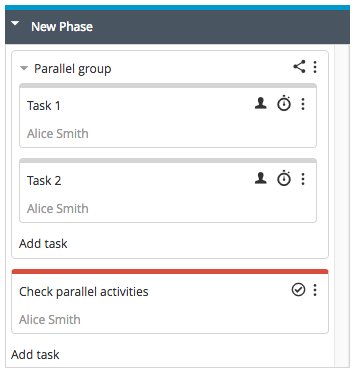 New Phase
Parallel group
Task 1
Alice Smith
Task 2
Alice Smith
Add task
Check parallel activities
Alice Smith
Add task